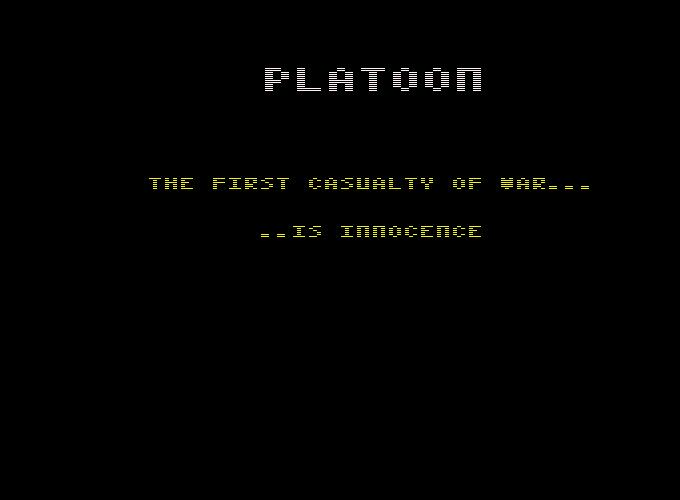 PLATOON
THE FIRST CASUALTY OF WAR...
..IS INNOCENCE